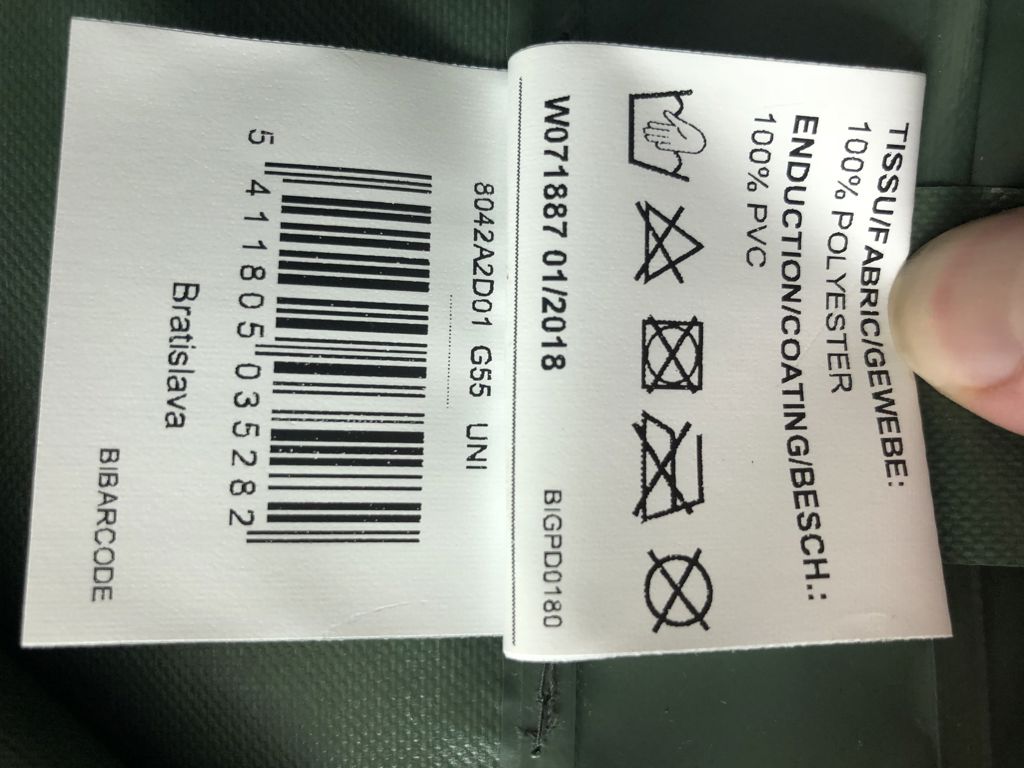 TISSU/FABRIC/GEWEBE:
100% POLYESTER
ENDUCTION/COATING/BESCH.:
100% PVC
W071887 01/2018 BIGPD0180
8042A2D01 G55 UNI
5 411805 035282
Bratislava
BIBARCODE